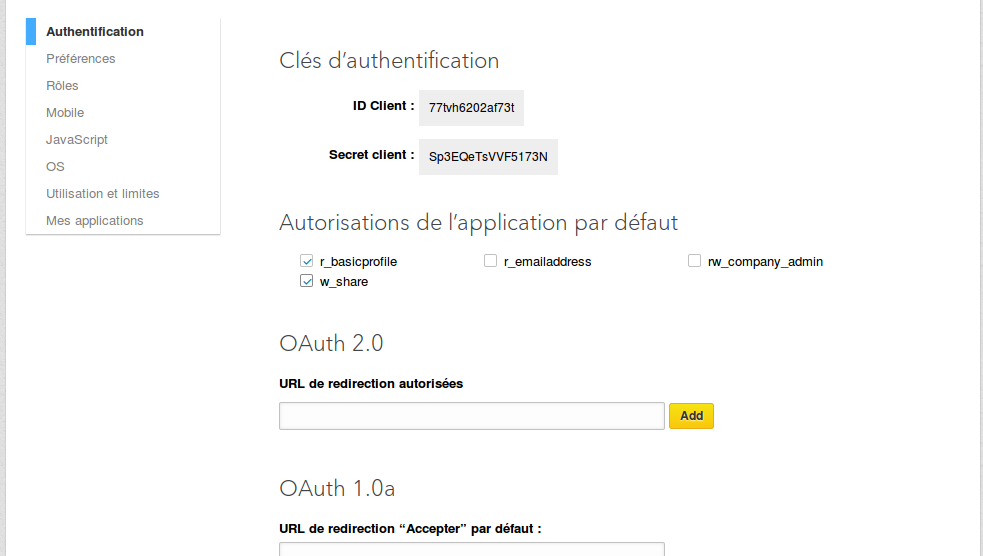 Authentification
Préférences
Rôles
Mobile
JavaScript
OS
Utilisation et limites
Mes applications
Clés d’authentification
ID Client : 77tvh6202af73t
Secret client : Sp3EQeTsVVF5173N
Autorisations de l’application par défaut
r_basicprofile r_emailaddress rw_company_admin
w_share
OAuth 2.0
URL de redirection autorisées
Add
OAuth 1.0a
URL de redirection “Accepter” par défaut :